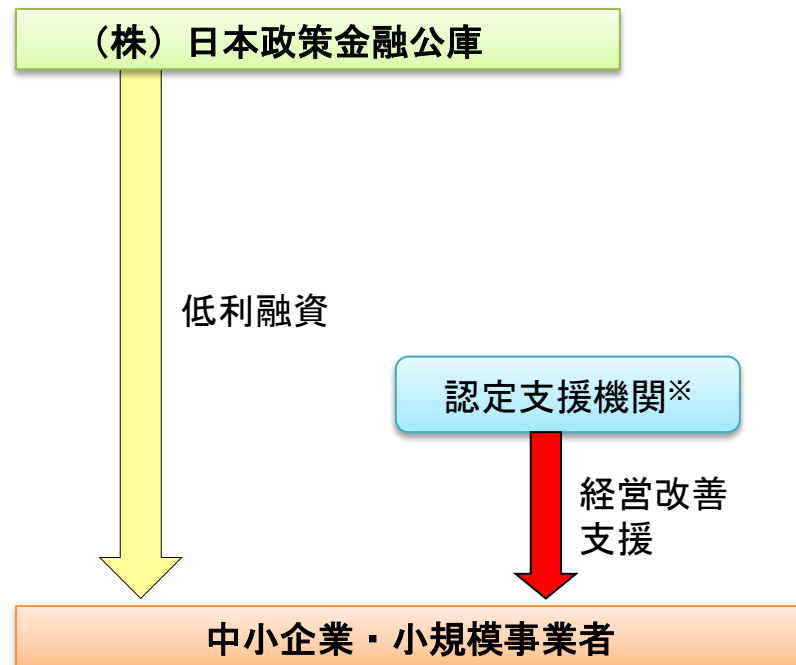 （株）日本政策金融公庫
低利融資
認定支援機関※
経営改善
支援
中小企業・小規模事業者